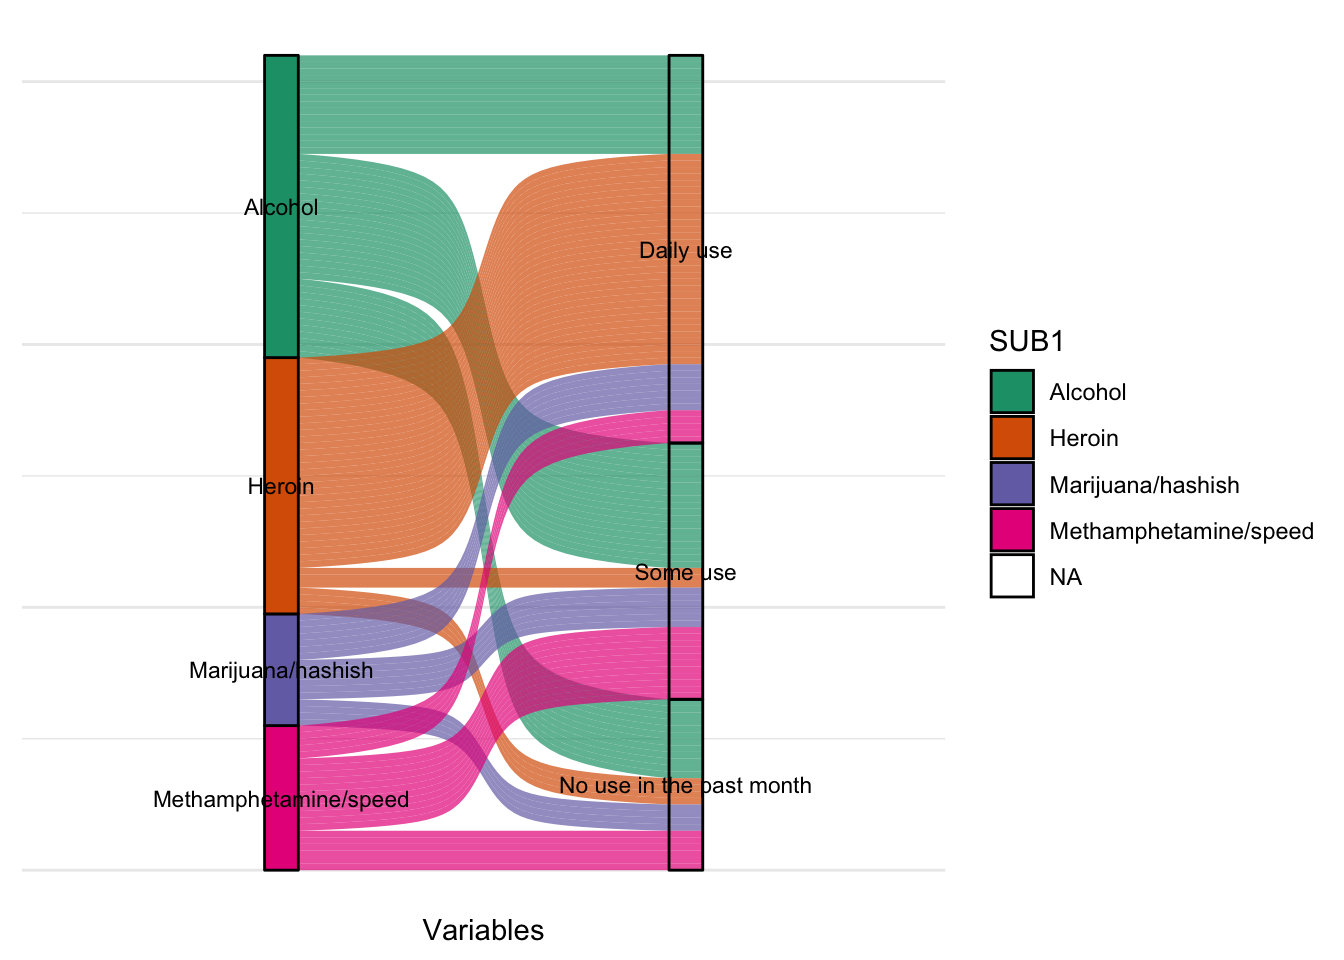 Alcohol
Heroin
Marijuana/hashish
Methamphetamine/speed
Daily use
Some use
No use in the past month
Variables
SUB1
Alcohol
Heroin
Marijuana/hashish
Methamphetamine/speed
NA